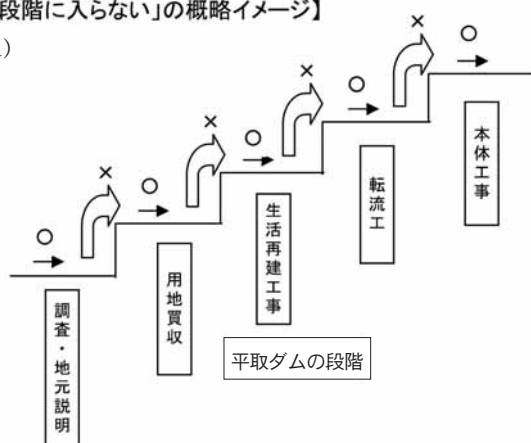 段階に入らない」の概略イメージ】
)
× ○
× ○
× ○
× ○
○
調査・地元説明
用地買収
生活再建工事
転流工
本体工事
平取ダムの段階